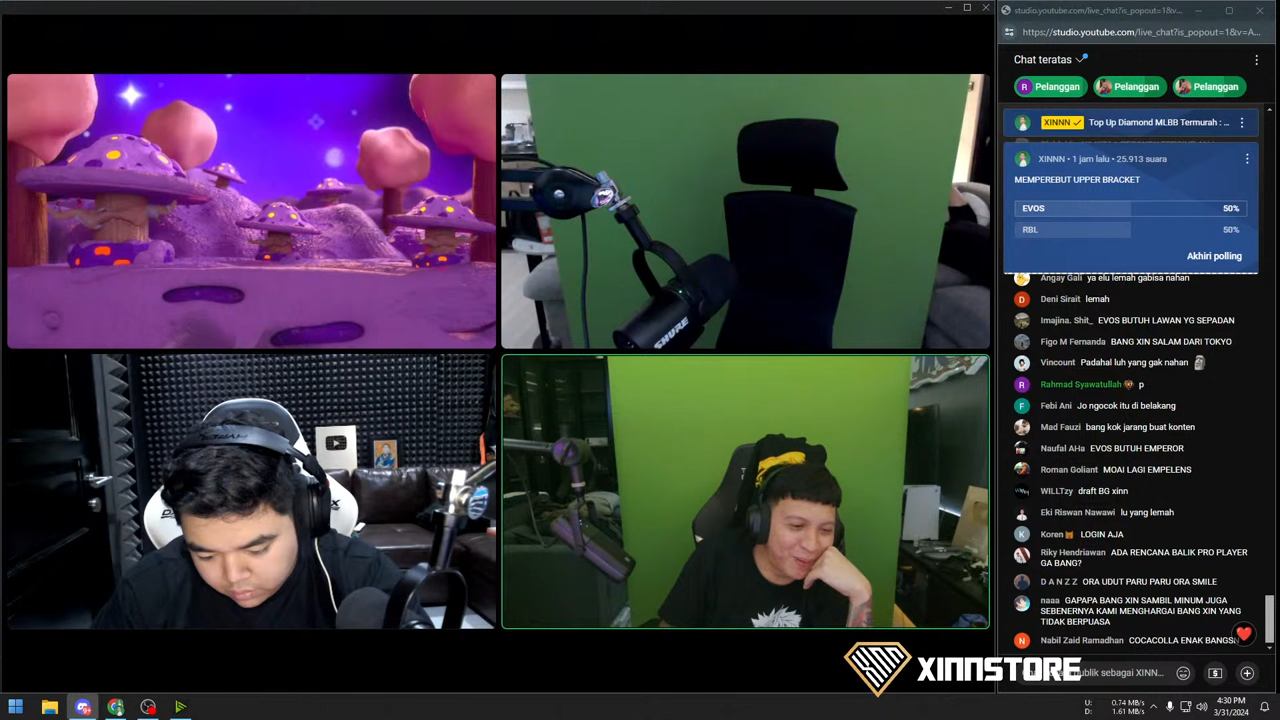 studio.youtube.com/live_chat?is_popout=1&v=...
https://studio.youtube.com/live_chat?is_popout=1&v=A...
Chat teratas
R Pelanggan
Pelanggan
Pelanggan
XINNN Top Up Diamond MLBB Termurah : ...
XINNN • 1 jam lalu • 25.913 suara
MEMPEREBUT UPPER BRACKET
EVOS 50%
RBL 50%
Akhiri polling
Angay Gali ya elu lemah gabisa nahan
D Deni Sirait lemah
Imajina. Shit_ EVOS BUTUH LAWAN YG SEPADAN
Figo M Fernanda BANG XIN SALAM DARI TOKYO
Vincount Padahal luh yang gak nahan
R Rahmad Syawatullah p
F Febi Ani Jo ngocok itu di belakang
Mad Fauzi bang kok jarang buat konten
Naufal AHa EVOS BUTUH EMPEROR
Roman Goliant MOAI LAGI EMPELENS
WILLTzy draft BG xinn
Eki Riswan Nawawi lu yang lemah
K Koren LOGIN AJA
Riky Hendriawan ADA RENCANA BALIK PRO PLAYER
GA BANG?
D A N Z Z ORA UDUT PARU PARU ORA SMILE
naaa GAPAPA BANG XIN SAMBIL MINUM JUGA
SEBENERNYA KAMI MENGHARGAI BANG XIN YANG
TIDAK BERPUASA
N Nabil Zaid Ramadhan COCACOLLA ENAK BANGS
SHURE
XINNSTORE
sebagai XINN...
U: 0.74 MB/s
D: 1.61 MB/s
4:30 PM
3/31/2024